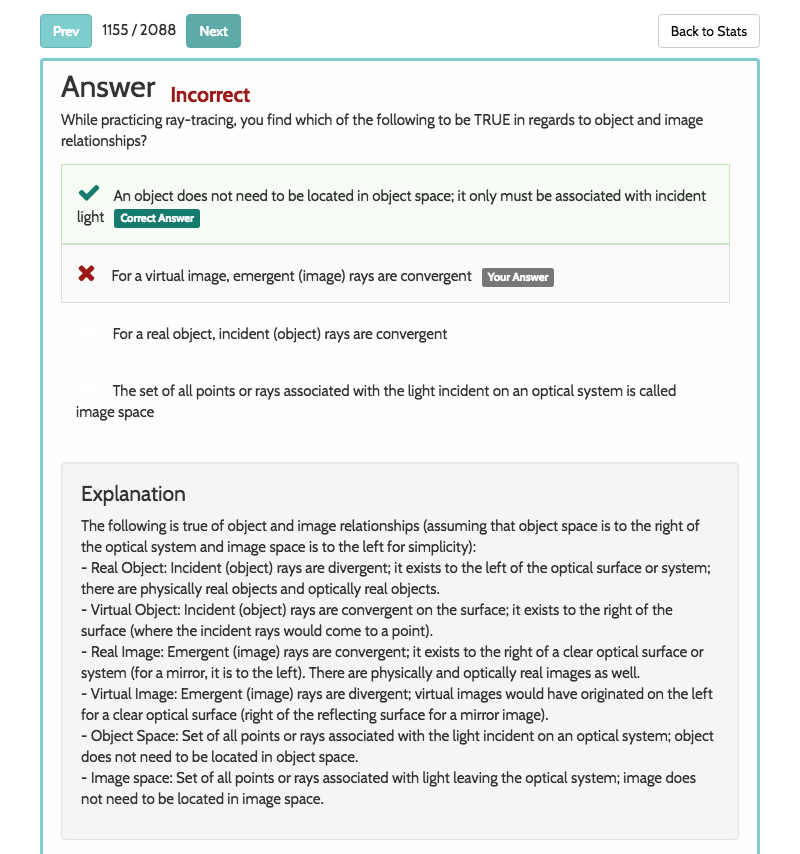 Prev 1155 / 2088 Next Back to Stats
Answer Incorrect
While practicing ray-tracing, you find which of the following to be TRUE in regards to object and image
relationships?
An object does not need to be located in object space; it only must be associated with incident
light Correct Answer
For a virtual image, emergent (image) rays are convergent Your Answer
For a real object, incident (object) rays are convergent
The set of all points or rays associated with the light incident on an optical system is called
image space
Explanation
The following is true of object and image relationships (assuming that object space is to the right of
the optical system and image space is to the left for simplicity):
- Real Object: Incident (object) rays are divergent; it exists to the left of the optical surface or system;
there are physically real objects and optically real objects.
- Virtual Object: Incident (object) rays are convergent on the surface; it exists to the right of the
surface (where the incident rays would come to a point).
- Real Image: Emergent (image) rays are convergent; it exists to the right of a clear optical surface or
system (for a mirror, it is to the left). There are physically and optically real images as well.
- Virtual Image: Emergent (image) rays are divergent; virtual images would have originated on the left
for a clear optical surface (right of the reflecting surface for a mirror image).
- Object Space: Set of all points or rays associated with the light incident on an optical system; object
does not need to be located in object space.
- Image space: Set of all points or rays associated with light leaving the optical system; image does
not need to be located in image space.